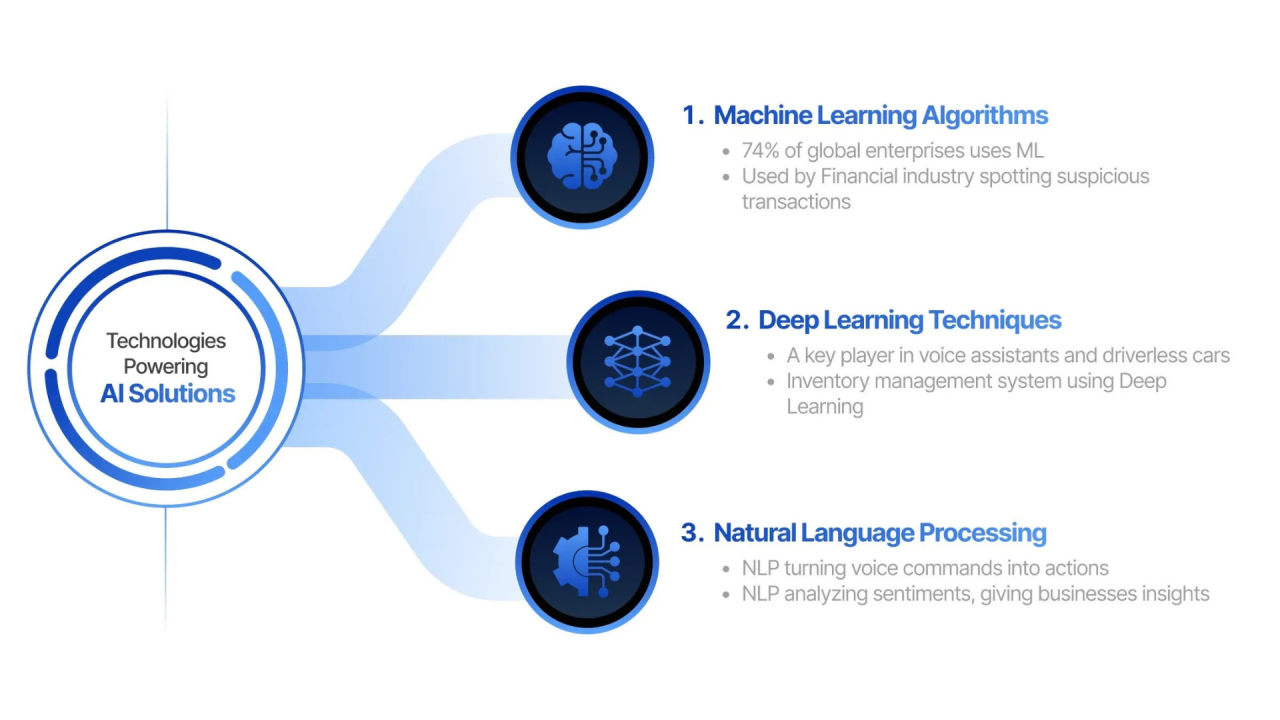 Technologies
Powering
AI Solutions
1. Machine Learning Algorithms
• 74% of global enterprises uses ML
• Used by Financial industry spotting suspicious
transactions
2. Deep Learning Techniques
• A key player in voice assistants and driverless cars
• Inventory management system using Deep
Learning
3. Natural Language Processing
• NLP turning voice commands into actions
• NLP analyzing sentiments, giving businesses insights